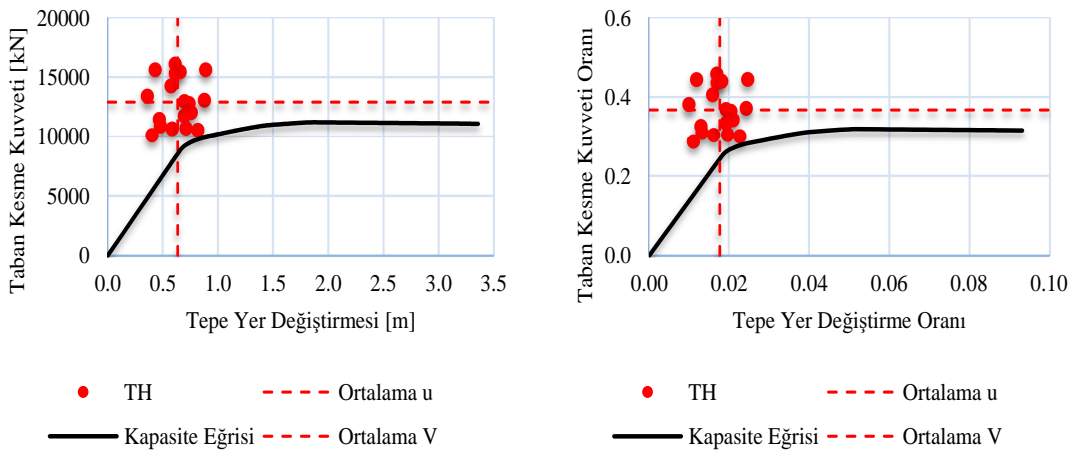 Taban Kesme Kuvveti [kN]
20000
15000
10000
5000
0
0.0 0.5 1.0 1.5 2.0 2.5 3.0 3.5
Tepe Yer Değiştirmesi [m]
TH
Ortalama u
Kapasite Eğrisi
Ortalama V
Taban Kesme Kuvveti Oranı
0.6
0.4
0.2
0.0
0.00 0.02 0.04 0.06 0.08 0.10
Tepe Yer Değiştirme Oranı
TH
Ortalama u
Kapasite Eğrisi
Ortalama V